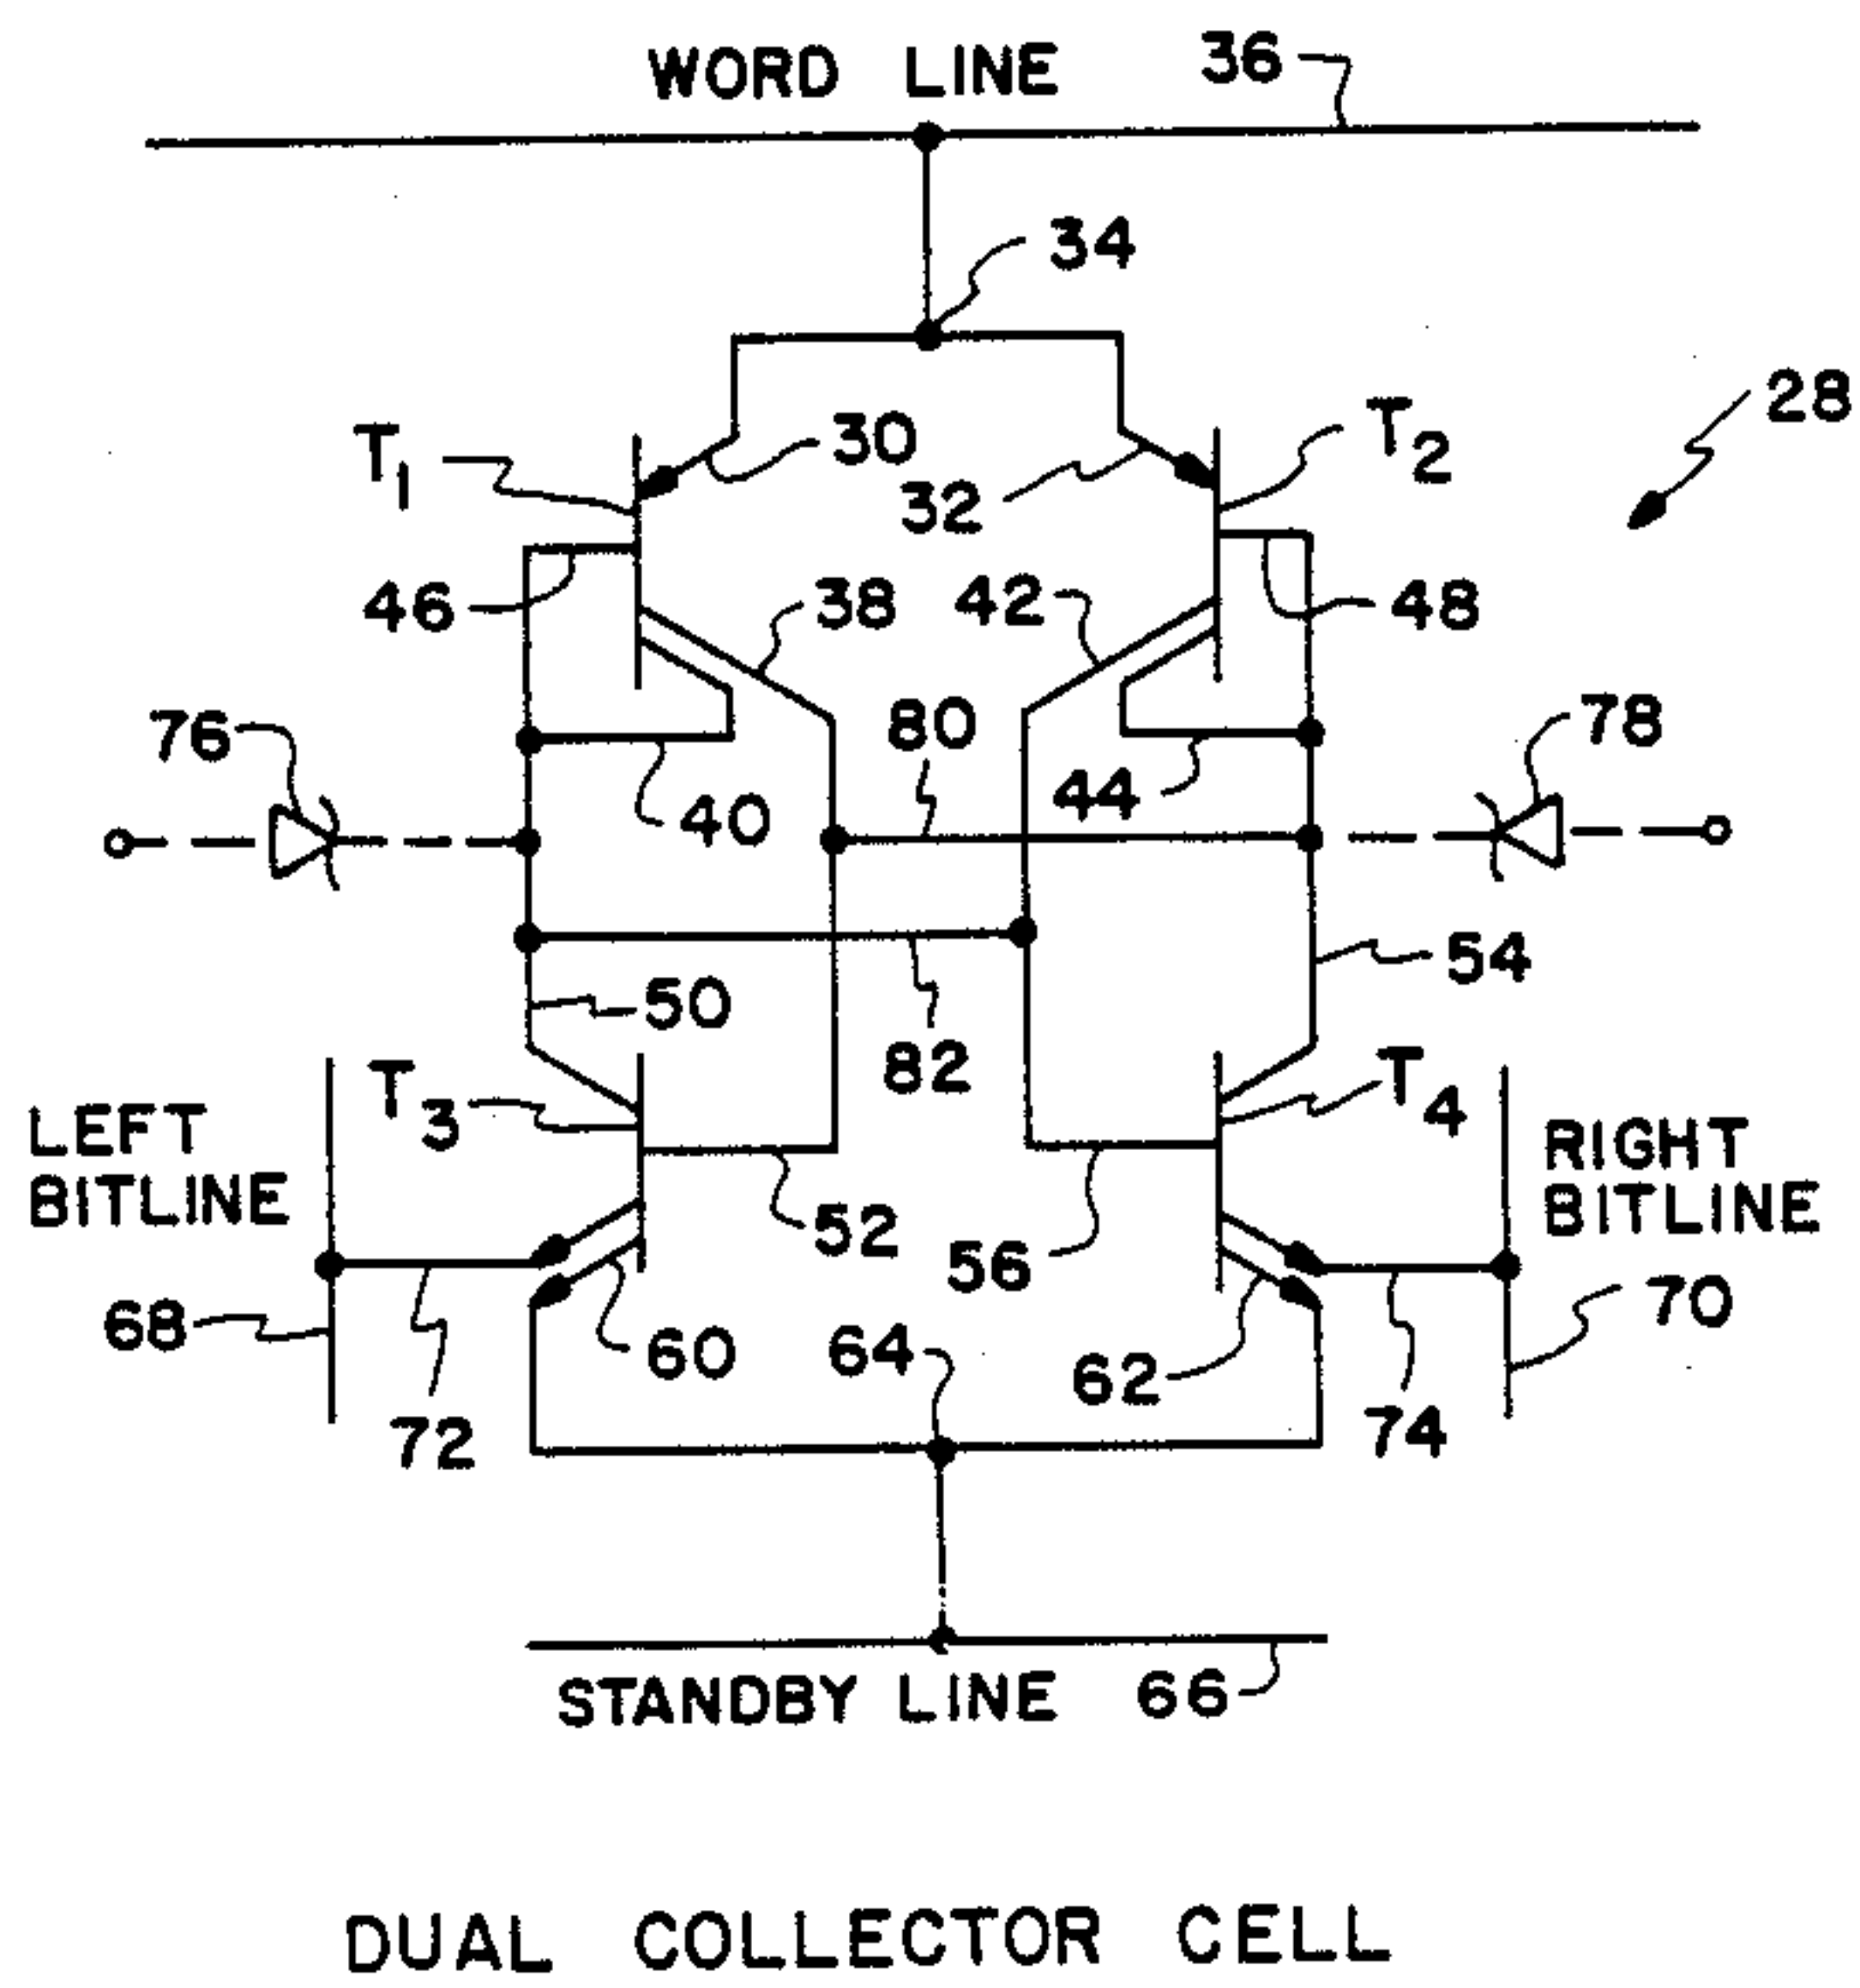 WORD LINE 36
34
28
T1 30 32 T2
46 38 42 48
76 80 78
40 44
50 54
82
T3 T4
LEFT BITLINE
RIGHT BITLINE
52 56
68 60 64 62 70
72 74
STANDBY LINE 66
DUAL COLLECTOR CELL